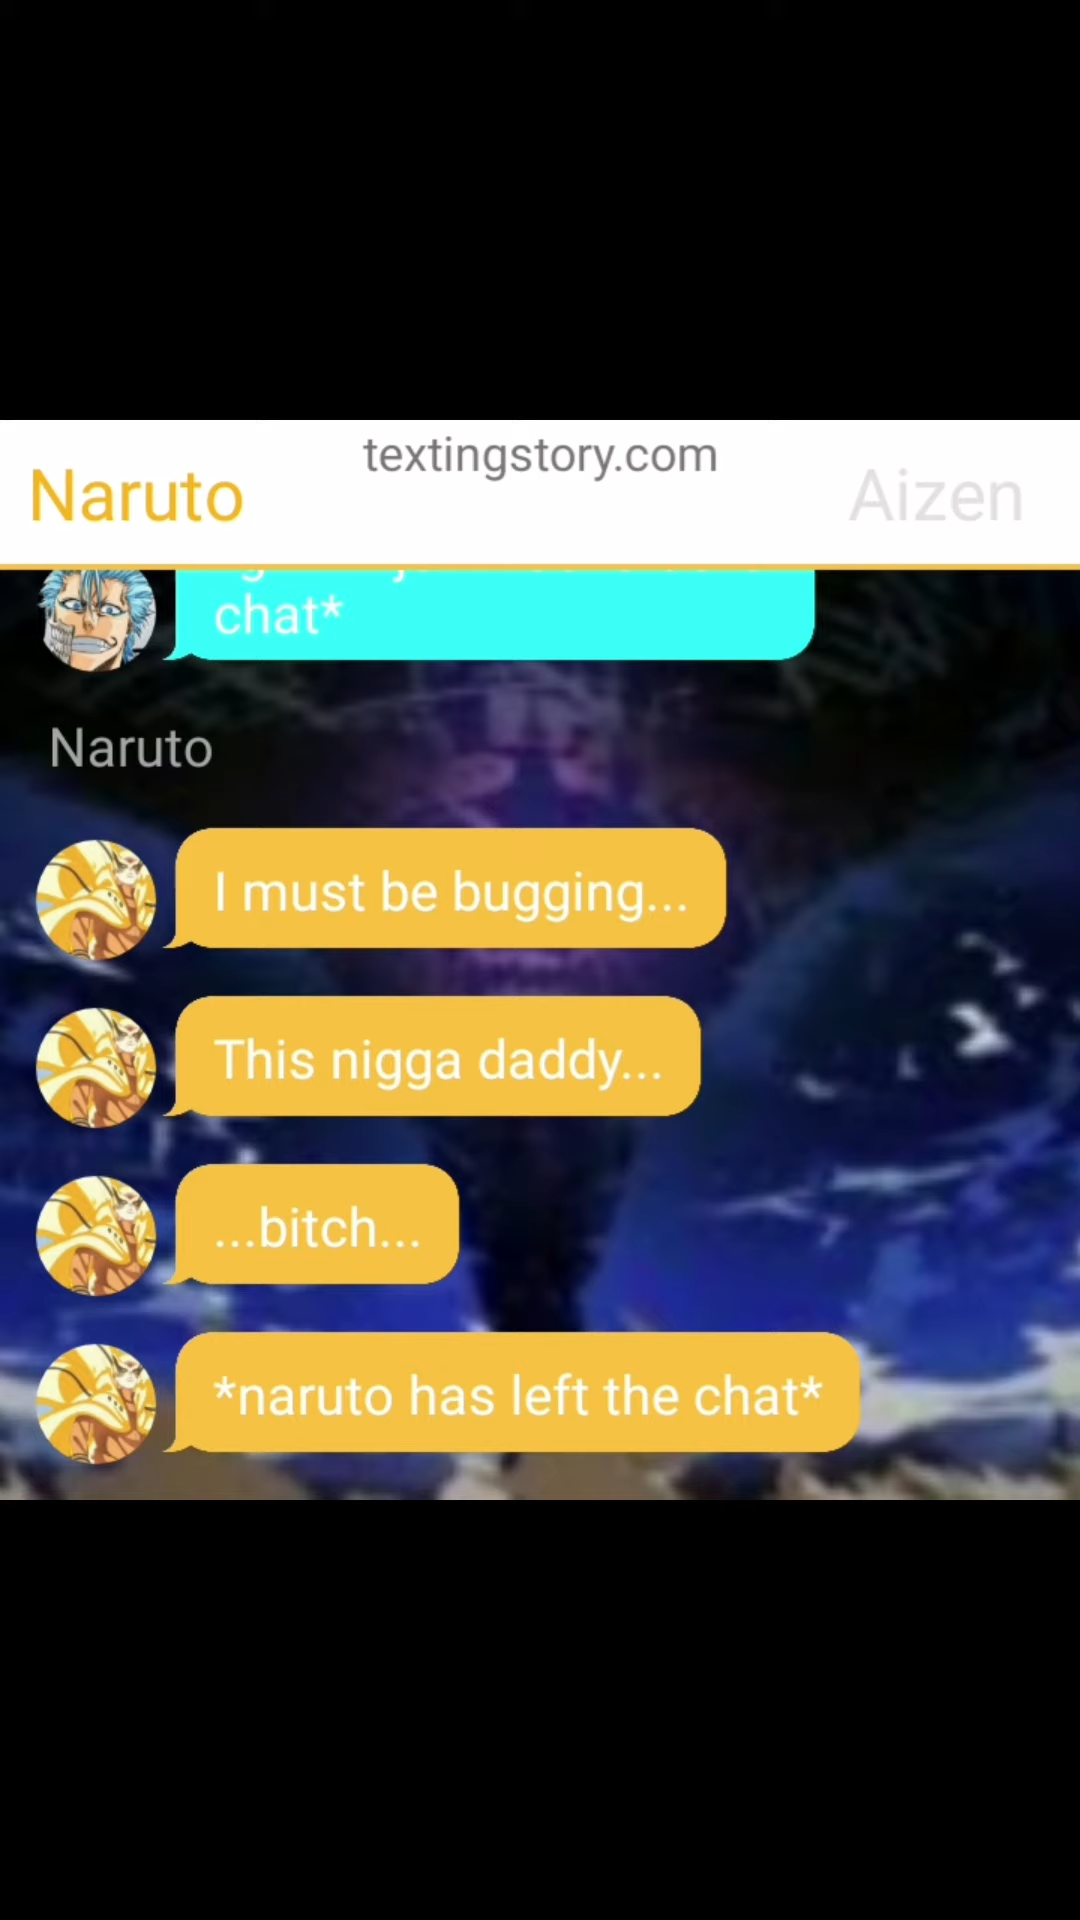 textingstory.com
Naruto
Aizen
chat*
Naruto
I must be bugging...
This nigga daddy...
...bitch...
*naruto has left the chat*